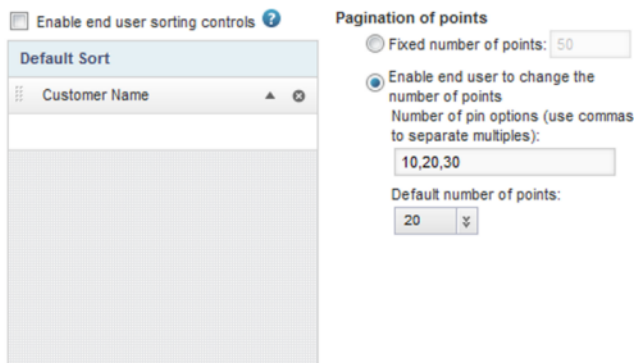 Enable end user sorting controls ?
Default Sort
Customer Name
Pagination of points
Fixed number of points: 50
Enable end user to change the
number of points
Number of pin options (use commas
to separate multiples):
10,20,30
Default number of points:
20